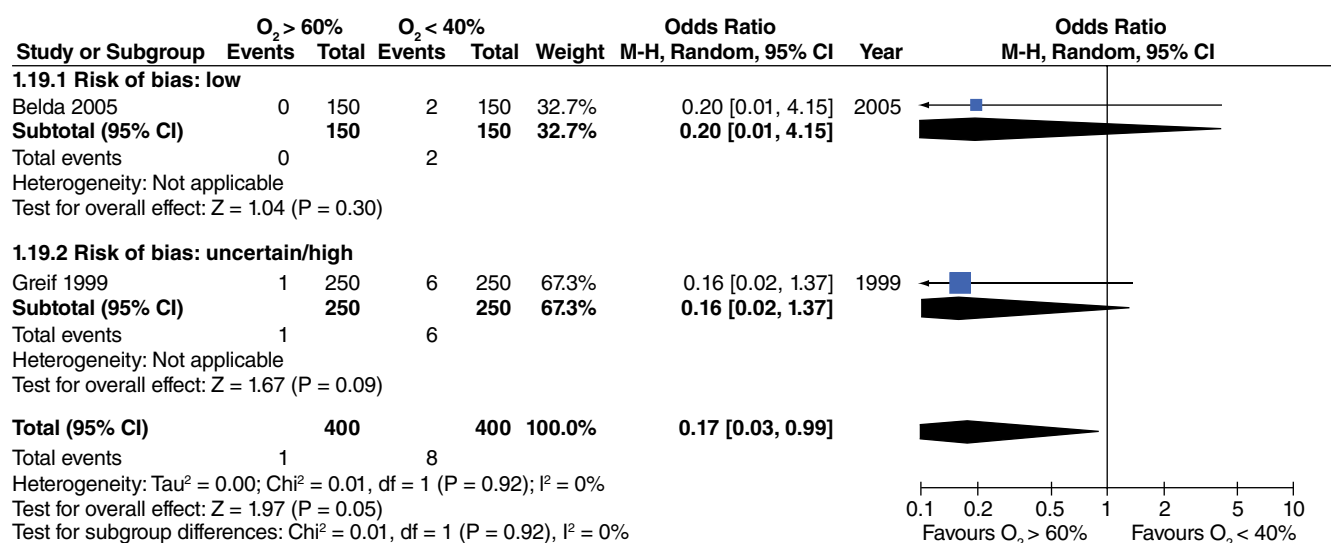 O₂ > 60% O₂ < 40% Odds Ratio Odds Ratio
Study or Subgroup Events Total Events Total Weight M-H, Random, 95% CI Year M-H, Random, 95% CI
1.19.1 Risk of bias: low
Belda 2005 0 150 2 150 32.7% 0.20 [0.01, 4.15] 2005
Subtotal (95% CI) 150 150 32.7% 0.20 [0.01, 4.15]
Total events 0 2
Heterogeneity: Not applicable
Test for overall effect: Z = 1.04 (P = 0.30)
1.19.2 Risk of bias: uncertain/high
Greif 1999 1 250 6 250 67.3% 0.16 [0.02, 1.37] 1999
Subtotal (95% CI) 250 250 67.3% 0.16 [0.02, 1.37]
Total events 1 6
Heterogeneity: Not applicable
Test for overall effect: Z = 1.67 (P = 0.09)
Total (95% CI) 400 400 100.0% 0.17 [0.03, 0.99]
Total events 1 8
Heterogeneity: Tau² = 0.00; Chi² = 0.01, df = 1 (P = 0.92); I² = 0%
Test for overall effect: Z = 1.97 (P = 0.05)
Test for subgroup differences: Chi² = 0.01, df = 1 (P = 0.92), I² = 0%
0.1 0.2 0.5 1 2 5 10
Favours O₂ > 60% Favours O₂ < 40%